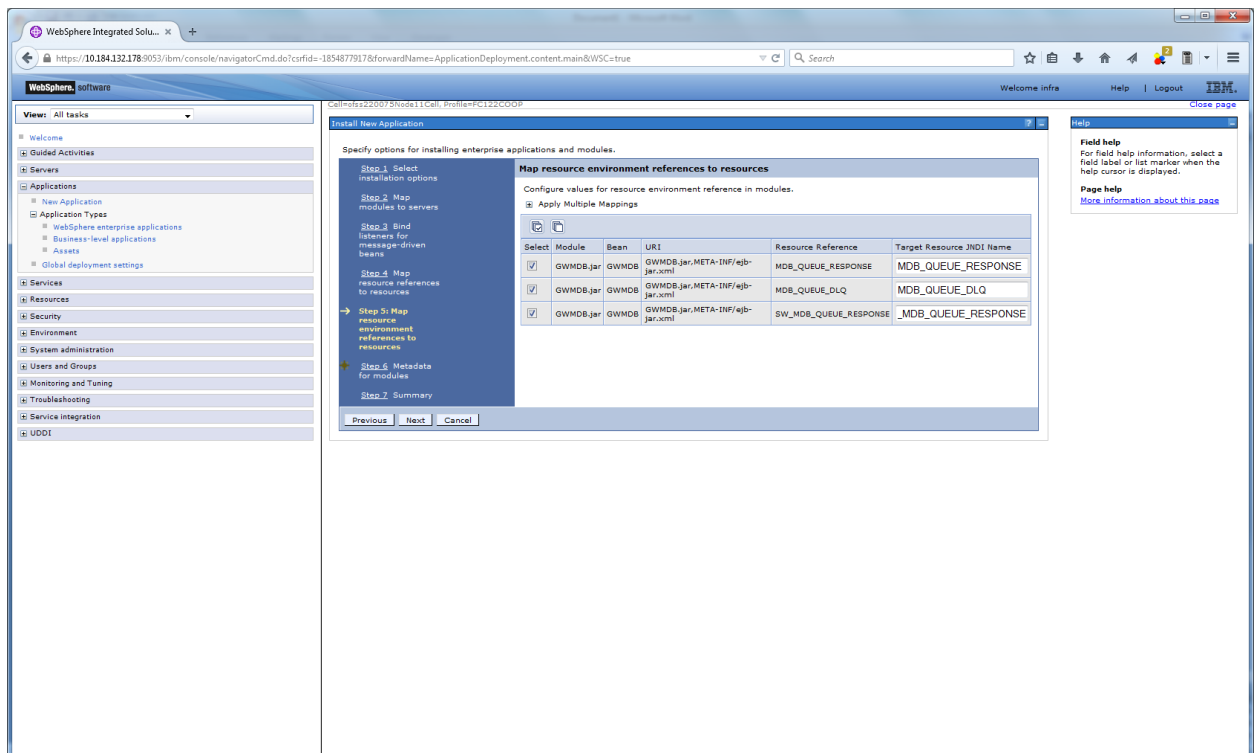 WebSphere Integrated Solu... × +
https://10.184.132.178:9053/ibm/console/navigatorCmd.do?csrfid=-1854877917&forwardName=ApplicationDeployment.content.main&WSC=true
Search
2
WebSphere. software
Welcome infra
Help | Logout
IBM.
Cell=ofss220075Node11Cell, Profile=FC122COOP
Close page
View: All tasks
Welcome
Guided Activities
Servers
Applications
New Application
Application Types
WebSphere enterprise applications
Business-level applications
Assets
Global deployment settings
Services
Resources
Security
Environment
System administration
Users and Groups
Monitoring and Tuning
Troubleshooting
Service integration
UDDI
Install New Application
Specify options for installing enterprise applications and modules.
Step 1 Select
installation options
Step 2 Map
modules to servers
Step 3 Bind
listeners for
message-driven
beans
Step 4 Map
resource references
to resources
Step 5: Map
resource
environment
references to
resources
Step 6 Metadata
for modules
Step 7 Summary
Map resource environment references to resources
Configure values for resource environment reference in modules.
Apply Multiple Mappings
Select Module Bean URI Resource Reference Target Resource JNDI Name
GWMDB.jar GWMDB GWMDB.jar,META-INF/ejb-jar.xml MDB_QUEUE_RESPONSE MDB_QUEUE_RESPONSE
GWMDB.jar GWMDB GWMDB.jar,META-INF/ejb-jar.xml MDB_QUEUE_DLQ MDB_QUEUE_DLQ
GWMDB.jar GWMDB GWMDB.jar,META-INF/ejb-jar.xml SW_MDB_QUEUE_RESPONSE _MDB_QUEUE_RESPONSE
Previous Next Cancel
Help
Field help
For field help information, select a
field label or list marker when the
help cursor is displayed.
Page help
More information about this page